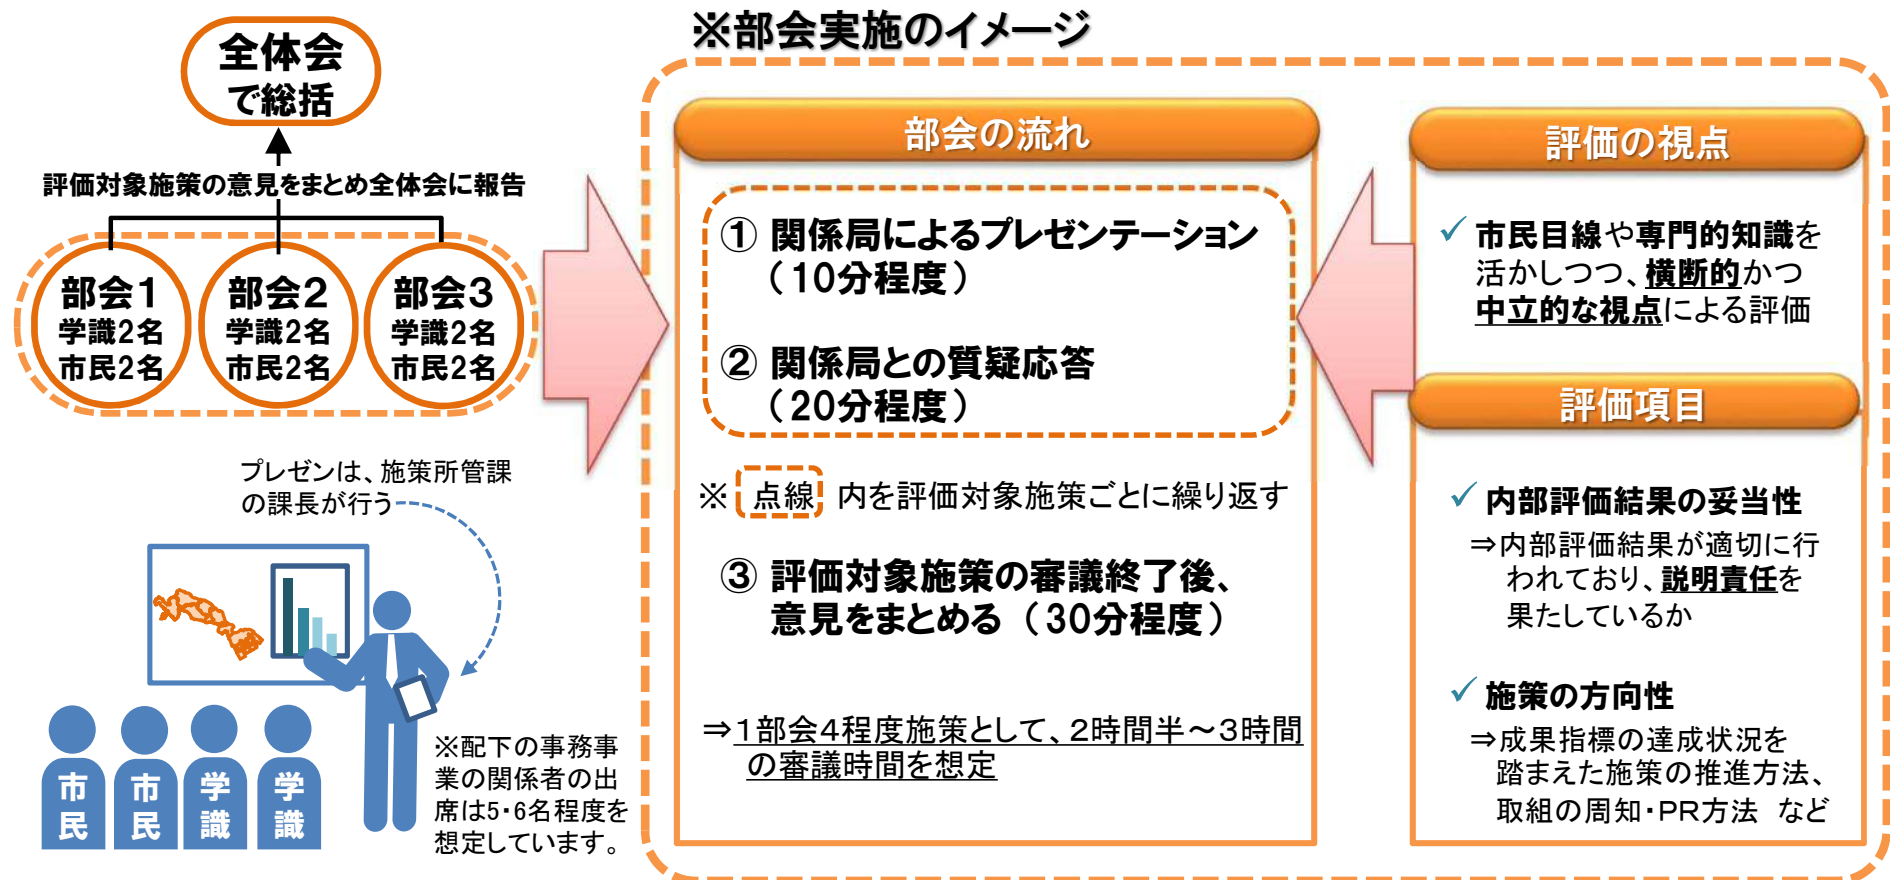 ※部会実施のイメージ
全体会
で総括
評価対象施策の意見をまとめ全体会に報告
部会1
学識2名
市民2名
部会2
学識2名
市民2名
部会3
学識2名
市民2名
プレゼンは、施策所管課
の課長が行う
市民
市民
学識
学識
※配下の事務事
業の関係者の出
席は5・6名程度を
想定しています。
部会の流れ
① 関係局によるプレゼンテーション
（10分程度）
② 関係局との質疑応答
（20分程度）
※ 点線 内を評価対象施策ごとに繰り返す
③ 評価対象施策の審議終了後、
意見をまとめる （30分程度）
⇒1部会4程度施策として、2時間半～3時間
の審議時間を想定
評価の視点
✓ 市民目線や専門的知識を
活かしつつ、横断的かつ
中立的な視点による評価
評価項目
✓ 内部評価結果の妥当性
⇒内部評価結果が適切に行
われており、説明責任を
果たしているか
✓ 施策の方向性
⇒成果指標の達成状況を
踏まえた施策の推進方法、
取組の周知・PR方法 など